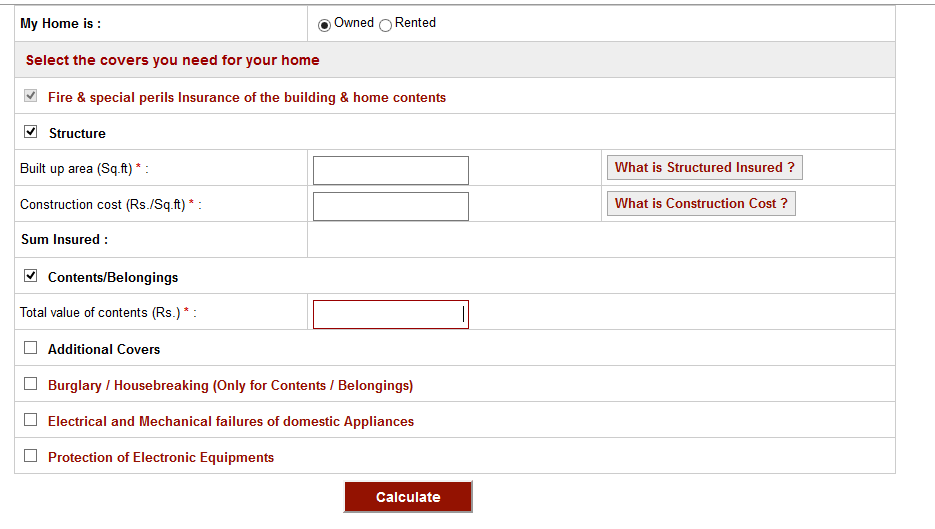 My Home is : Owned Rented
Select the covers you need for your home
Fire & special perils Insurance of the building & home contents
Structure
Built up area (Sq.ft) * : What is Structured Insured ?
Construction cost (Rs./Sq.ft) * : What is Construction Cost ?
Sum Insured :
Contents/Belongings
Total value of contents (Rs.) * :
Additional Covers
Burglary / Housebreaking (Only for Contents / Belongings)
Electrical and Mechanical failures of domestic Appliances
Protection of Electronic Equipments
Calculate